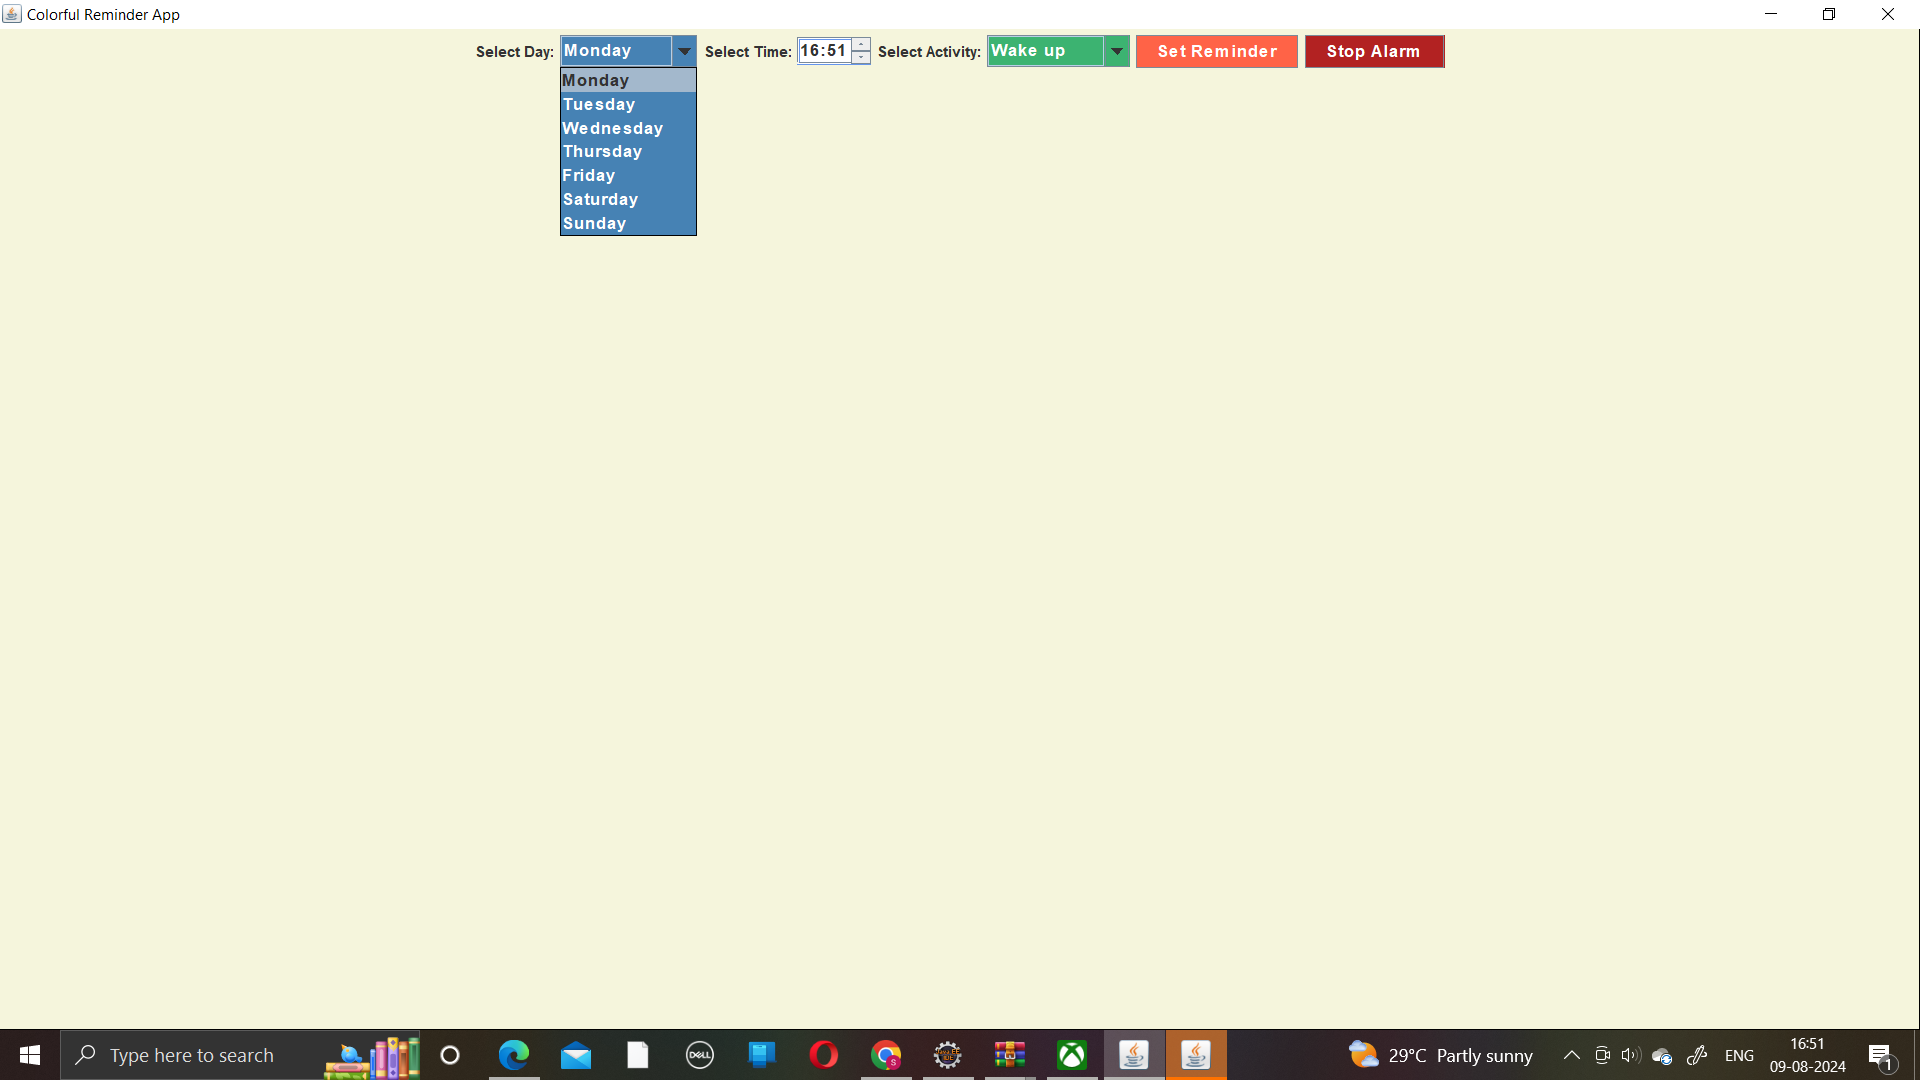 Colorful Reminder App
Select Day: Monday Select Time: 16:51 Select Activity: Wake up Set Reminder Stop Alarm
Monday
Tuesday
Wednesday
Thursday
Friday
Saturday
Sunday
Type here to search
DELL
S
29°C Partly sunny
ENG
16:51
09-08-2024
1